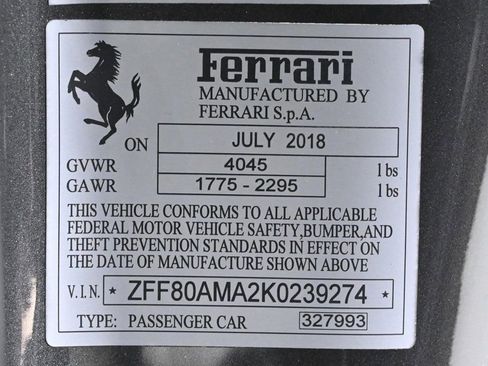 Ferrari
MANUFACTURED BY
FERRARI S.p.A.
ON JULY 2018
GVWR 4045 lbs
GAWR 1775-2295 lbs
THIS VEHICLE CONFORMS TO ALL APPLICABLE
FEDERAL MOTOR VEHICLE SAFETY,BUMPER,AND
THEFT PREVENTION STANDARDS IN EFFECT ON
THE DATE OF MANUFACTURE SHOWN ABOVE
V.I.N. * ZFF80AMA2K0239274 *
TYPE: PASSENGER CAR 327993